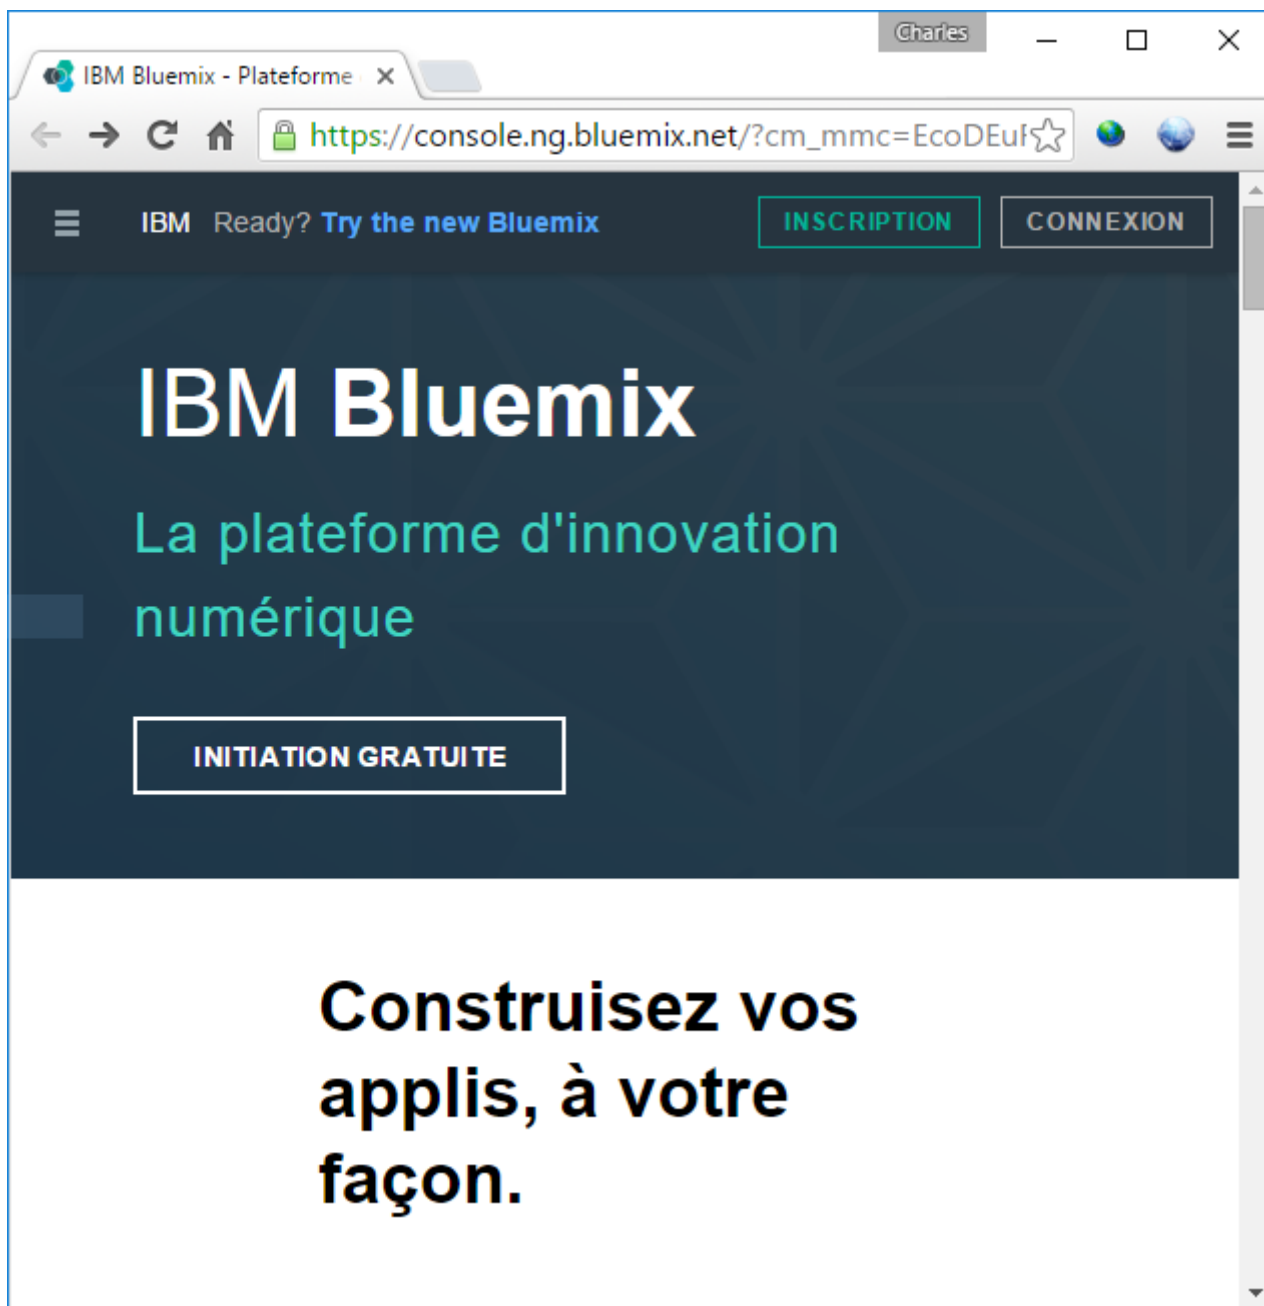 Charles
IBM Bluemix - Plateforme
https://console.ng.bluemix.net/?cm_mmc=EcoDEu
IBM Ready? Try the new Bluemix INSCRIPTION CONNEXION
IBM Bluemix
La plateforme d'innovation
numérique
INITIATION GRATUITE
Construisez vos
applis, à votre
façon.